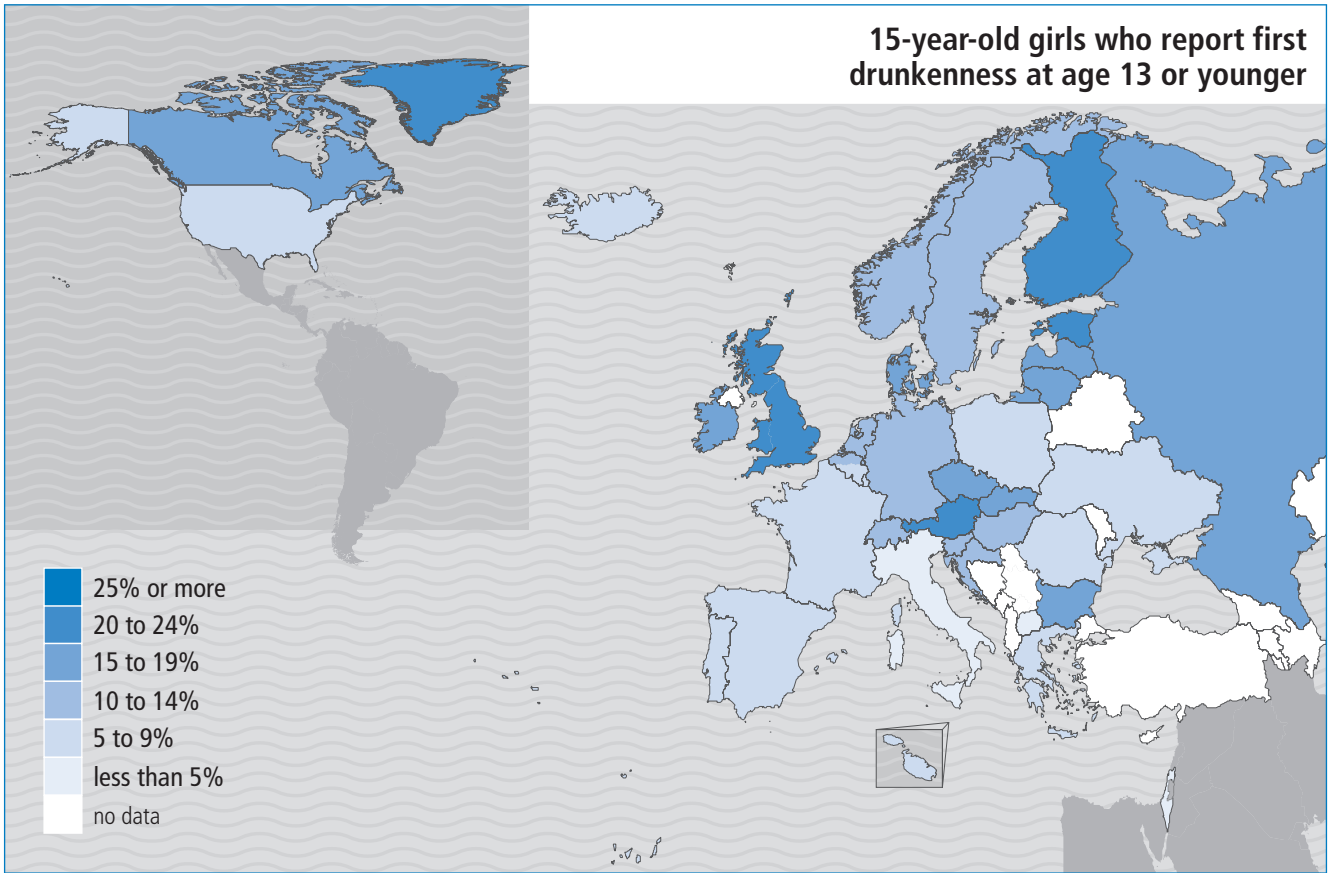 15-year-old girls who report first
drunkenness at age 13 or younger
25% or more
20 to 24%
15 to 19%
10 to 14%
5 to 9%
less than 5%
no data